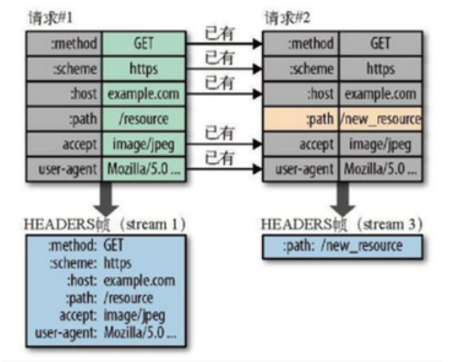 请求#1
:method GET
:scheme https
:host example.com
:path /resource
accept image/jpeg
user-agent Mozilla/5.0 ...
已有
已有
已有
已有
已有
请求#2
:method GET
:scheme https
:host example.com
:path /new_resource
accept image/jpeg
user-agent Mozilla/5.0 ...
HEADERS帧（stream 1）
:method: GET
:scheme: https
:host: example.com
:path: /resource
accept: image/jpeg
user-agent: Mozilla/5.0 ...
HEADERS帧（stream 3）
:path: /new_resource